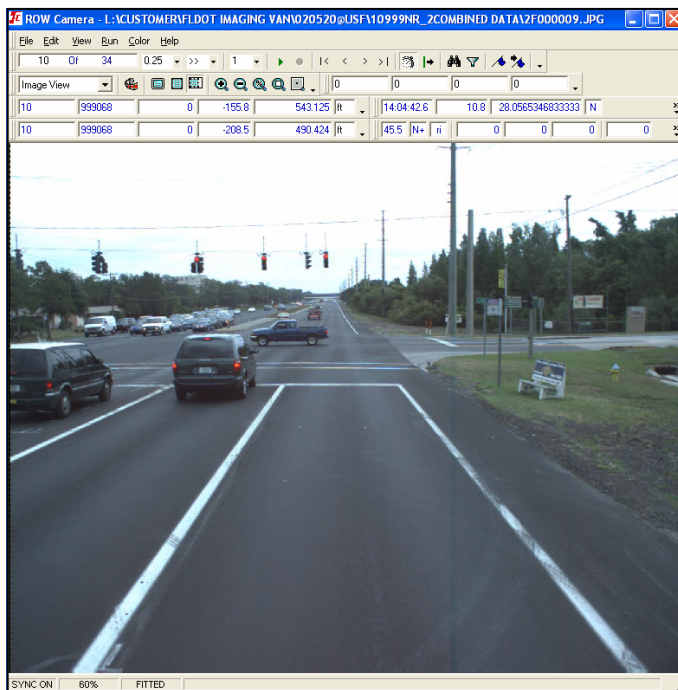 ROW Camera - L:\CUSTOMER\FLDOT IMAGING VAN\020520@USF\10999NR_2COMBINED DATA\2F000009.JPG
File Edit View Run Color Help
10 Of 34 0.25 >> 1
Image View 0 0 0 0
10 999068 0 -155.8 543.125 ft 14:04:42.6 10.8 28.0565346833333 N
10 999068 0 -208.5 490.424 ft 45.5 N+ ri 0 0 0 0
SYNC ON 60% FITTED